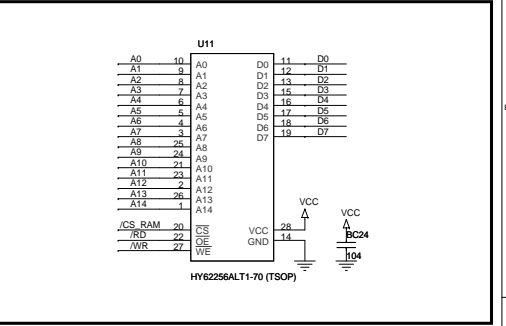 U11
A0 10 A0 D0 11 D0
A1 9 A1 D1 12 D1
A2 8 A2 D2 13 D2
A3 7 A3 D3 15 D3
A4 6 A4 D4 16 D4
A5 5 A5 D5 17 D5
A6 4 A6 D6 18 D6
A7 3 A7 D7 19 D7
A8 25 A8
A9 24 A9
A10 21 A10
A11 23 A11
A12 2 A12
A13 26 A13
A14 1 A14
VCC
VCC
/CS_RAM 20 CS VCC 28
/RD 22 OE GND 14
/WR 27 WE
BC24
104
HY62256ALT1-70 (TSOP)